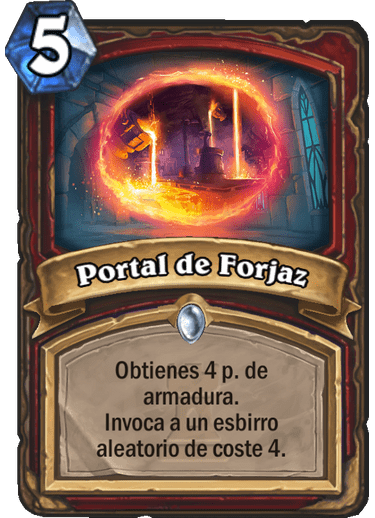 5
Portal de Forjaz
Obtienes 4 p. de
armadura.
Invoca a un esbirro
aleatorio de coste 4.